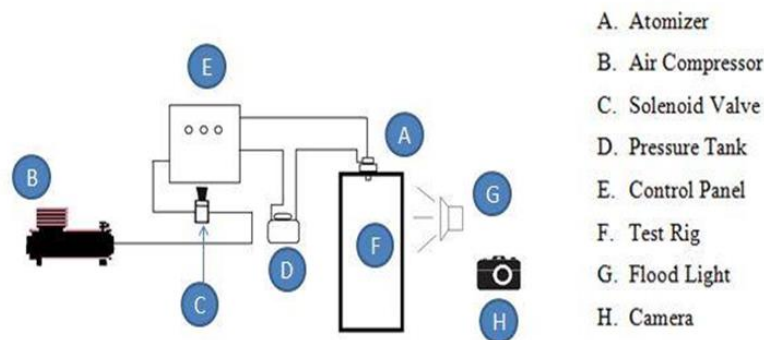 E
A
B
G
F
D
C
H
A. Atomizer
B. Air Compressor
C. Solenoid Valve
D. Pressure Tank
E. Control Panel
F. Test Rig
G. Flood Light
H. Camera